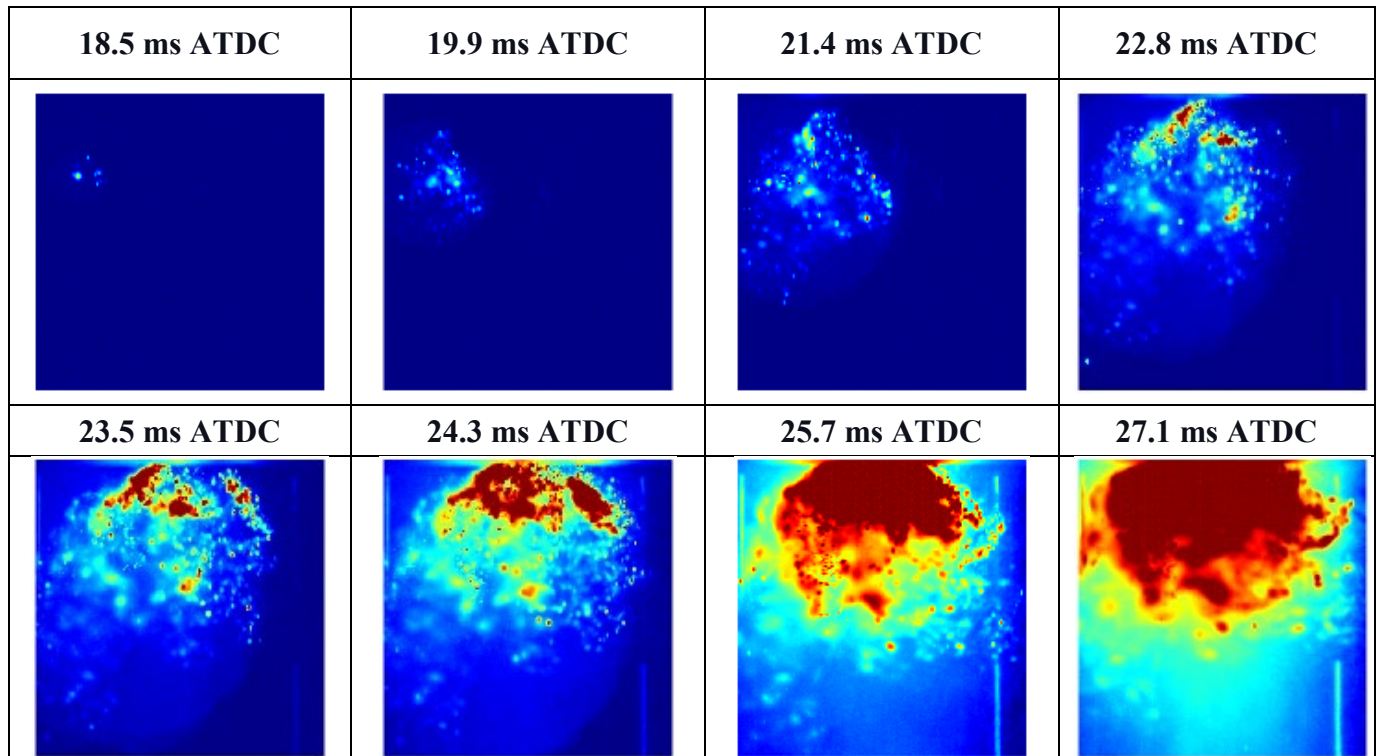 18.5 ms ATDC
19.9 ms ATDC
21.4 ms ATDC
22.8 ms ATDC
23.5 ms ATDC
24.3 ms ATDC
25.7 ms ATDC
27.1 ms ATDC